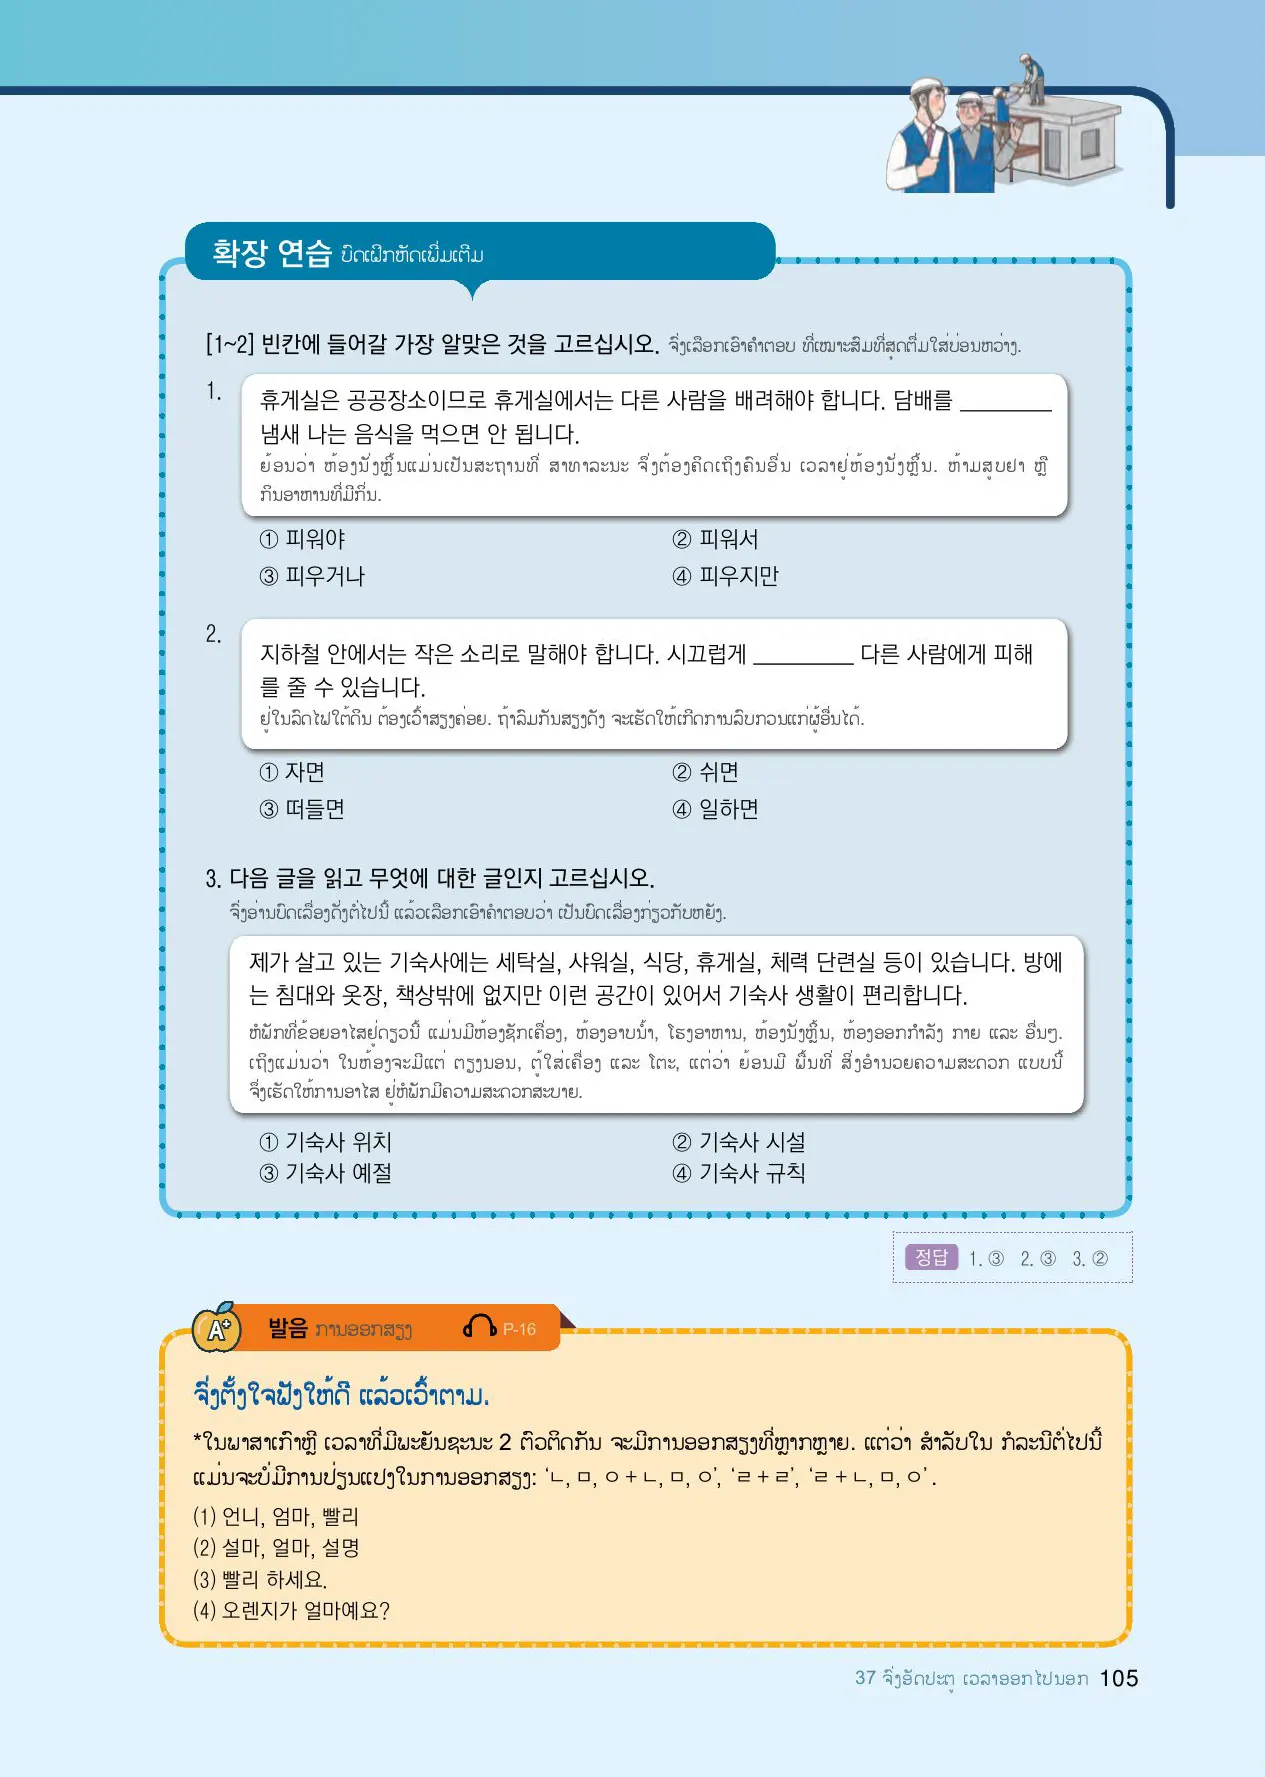 확장 연습 ບົດເຝິກຫັດເພີ່ມເຕີມ
[1~2] 빈칸에 들어갈 가장 알맞은 것을 고르십시오. ຈົ່ງເລືອກເອົາຄຳຕອບ ທີ່ເໝາະສົມທີ່ສຸດຕື່ມໃສ່ບ່ອນຫວ່າງ.
1.
휴게실은 공공장소이므로 휴게실에서는 다른 사람을 배려해야 합니다. 담배를 ________
냄새 나는 음식을 먹으면 안 됩니다.
ຍ້ອນວ່າ ຫ້ອງນັ່ງຫຼິ້ນແມ່ນເປັນສະຖານທີ່ ສາທາລະນະ ຈຶ່ງຕ້ອງຄິດເຖິງຄົນອື່ນ ເວລາຢູ່ຫ້ອງນັ່ງຫຼິ້ນ. ຫ້າມສູບຢາ ຫຼື
ກິນອາຫານທີ່ມີກິ່ນ.
① 피워야 ② 피워서
③ 피우거나 ④ 피우지만
2.
지하철 안에서는 작은 소리로 말해야 합니다. 시끄럽게 ________ 다른 사람에게 피해
를 줄 수 있습니다.
ຢູ່ໃນລົດໄຟໃຕ້ດິນ ຕ້ອງເວົ້າສຽງຄ່ອຍ. ຖ້າລົມກັນສຽງດັງ ຈະເຮັດໃຫ້ເກີດການລົບກວນແກ່ຜູ້ອື່ນໄດ້.
① 자면 ② 쉬면
③ 떠들면 ④ 일하면
3. 다음 글을 읽고 무엇에 대한 글인지 고르십시오.
ຈົ່ງອ່ານບົດເລື່ອງດັ່ງຕໍ່ໄປນີ້ ແລ້ວເລືອກເອົາຄຳຕອບວ່າ ເປັນບົດເລື່ອງກ່ຽວກັບຫຍັງ.
제가 살고 있는 기숙사에는 세탁실, 샤워실, 식당, 휴게실, 체력 단련실 등이 있습니다. 방에
는 침대와 옷장, 책상밖에 없지만 이런 공간이 있어서 기숙사 생활이 편리합니다.
ຫໍພັກທີ່ຂ້ອຍອາໄສຢູ່ດຽວນີ້ ແມ່ນມີຫ້ອງຊັກເຄື່ອງ, ຫ້ອງອາບນ້ຳ, ໂຮງອາຫານ, ຫ້ອງນັ່ງຫຼິ້ນ, ຫ້ອງອອກກຳລັງ ກາຍ ແລະ ອື່ນໆ.
ເຖິງແມ່ນວ່າ ໃນຫ້ອງຈະມີແຕ່ ຕຽງນອນ, ຕູ້ໃສ່ເຄື່ອງ ແລະ ໂຕະ, ແຕ່ວ່າ ຍ້ອນມີ ພື້ນທີ່ ສິ່ງອຳນວຍຄວາມສະດວກ ແບບນີ້
ຈຶ່ງເຮັດໃຫ້ການອາໄສ ຢູ່ຫໍພັກມີຄວາມສະດວກສະບາຍ.
① 기숙사 위치 ② 기숙사 시설
③ 기숙사 예절 ④ 기숙사 규칙
정답 1. ③ 2. ③ 3. ②
A+ 발음 ການອອກສຽງ P-16
ຈົ່ງຕັ້ງໃຈຟັງໃຫ້ດີ ແລ້ວເວົ້າຕາມ.
*ໃນພາສາເກົາຫຼີ ເວລາທີ່ມີພະຍັນຊະນະ 2 ຕົວຕິດກັນ ຈະມີການອອກສຽງທີ່ຫຼາກຫຼາຍ. ແຕ່ວ່າ ສຳລັບໃນ ກໍລະນີຕໍ່ໄປນີ້
ແມ່ນຈະບໍ່ມີການປ່ຽນແປງໃນການອອກສຽງ: ‘ㄴ, ㅁ, ㅇ + ㄴ, ㅁ, ㅇ’, ‘ㄹ + ㄹ’, ‘ㄹ + ㄴ, ㅁ, ㅇ’ .
(1) 언니, 엄마, 빨리
(2) 설마, 얼마, 설명
(3) 빨리 하세요.
(4) 오렌지가 얼마예요?
37 ຈົ່ງອັດປະຕູ ເວລາອອກໄປນອກ 105